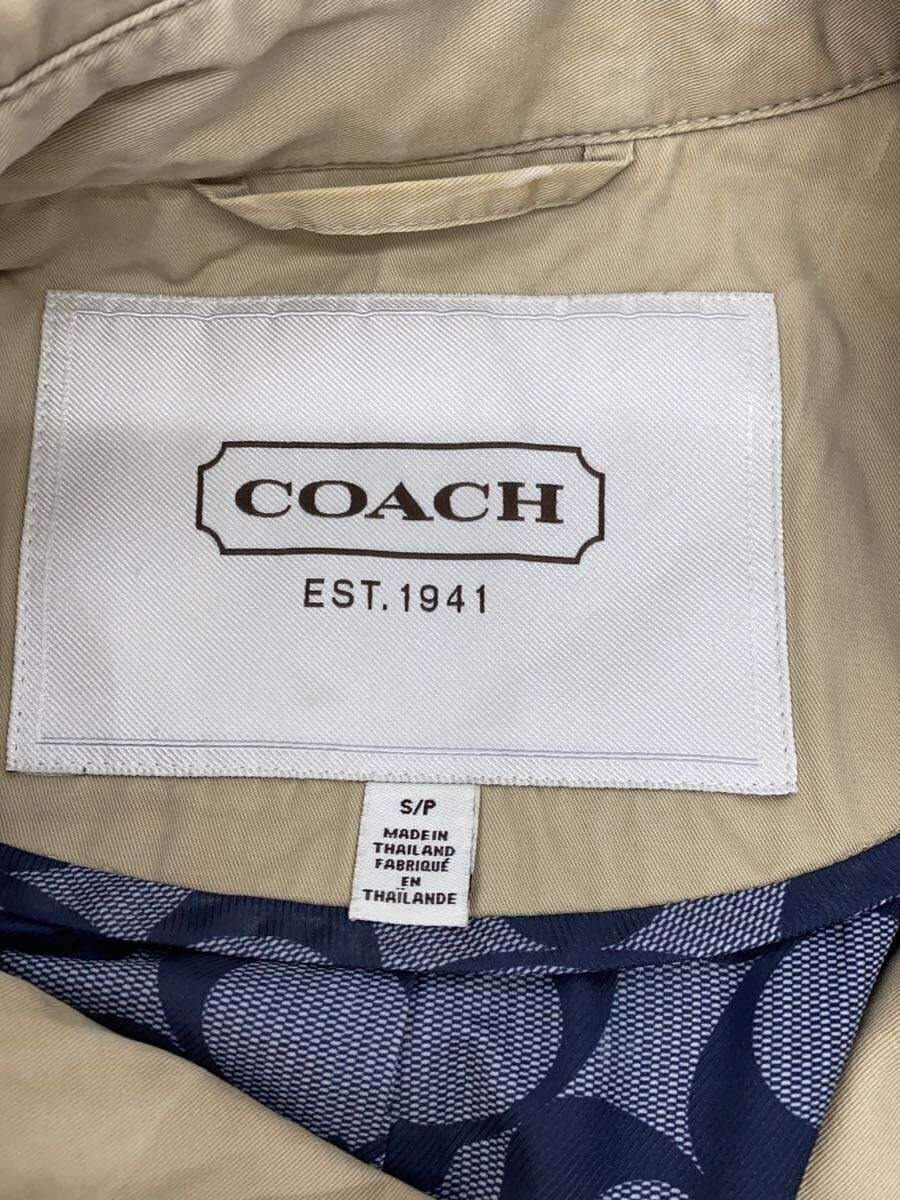 COACH
EST. 1941
S/P
MADE IN
THAILAND
FABRIQUÉ
EN
THAÏLANDE